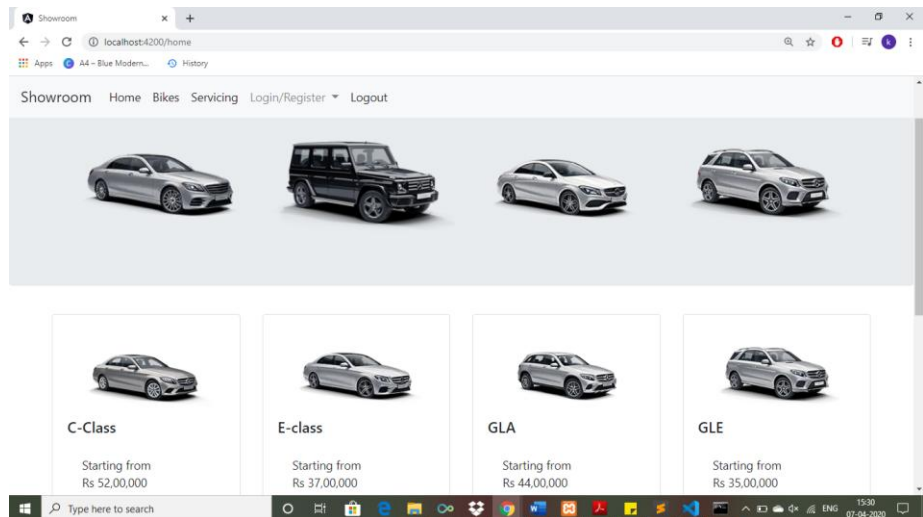 Showroom
localhost:4200/home
Apps A4 – Blue Modern... History
Showroom Home Bikes Servicing Login/Register Logout
C-Class
Starting from
Rs 52,00,000
E-class
Starting from
Rs 37,00,000
GLA
Starting from
Rs 44,00,000
GLE
Starting from
Rs 35,00,000
Type here to search
ENG
15:30
07-04-2020